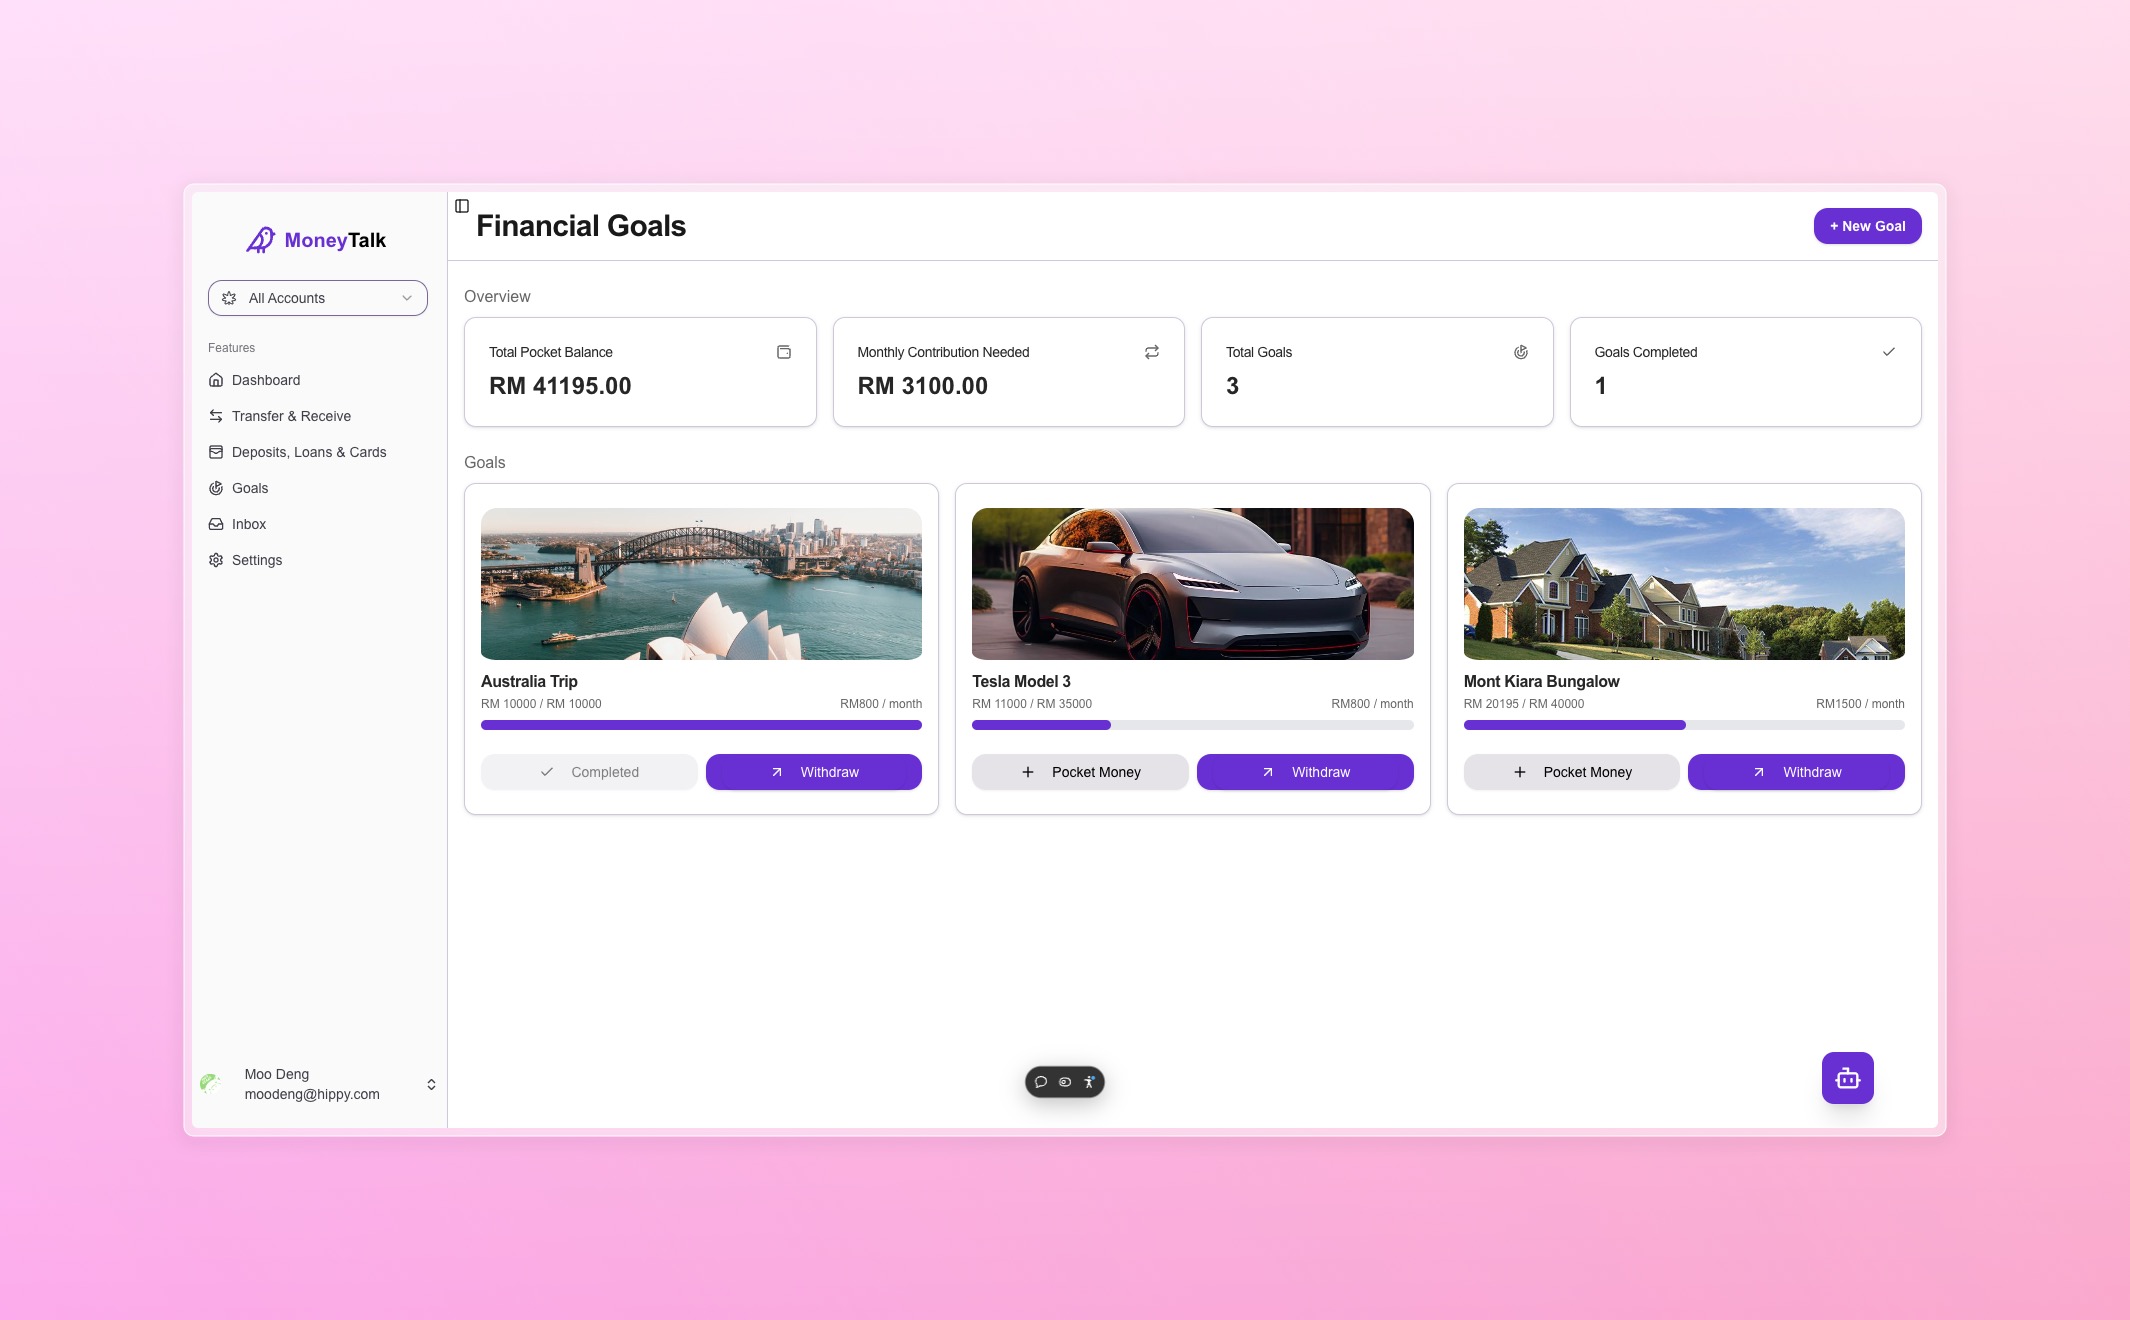 MoneyTalk
All Accounts
Features
Dashboard
Transfer & Receive
Deposits, Loans & Cards
Goals
Inbox
Settings
Moo Deng
moodeng@hippy.com
Financial Goals
+ New Goal
Overview
Total Pocket Balance
RM 41195.00
Monthly Contribution Needed
RM 3100.00
Total Goals
3
Goals Completed
1
Goals
Australia Trip
RM 10000 / RM 10000
RM800 / month
Completed
Withdraw
Tesla Model 3
RM 11000 / RM 35000
RM800 / month
Pocket Money
Withdraw
Mont Kiara Bungalow
RM 20195 / RM 40000
RM1500 / month
Pocket Money
Withdraw